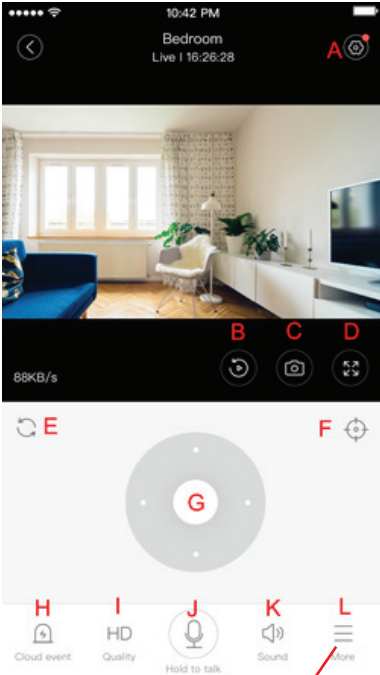 10:42 PM
Bedroom
Live | 16:26:28
A
B C D
88KB/s
E
F
G
H I J K L
HD
Cloud event Quality Hold to talk Sound More